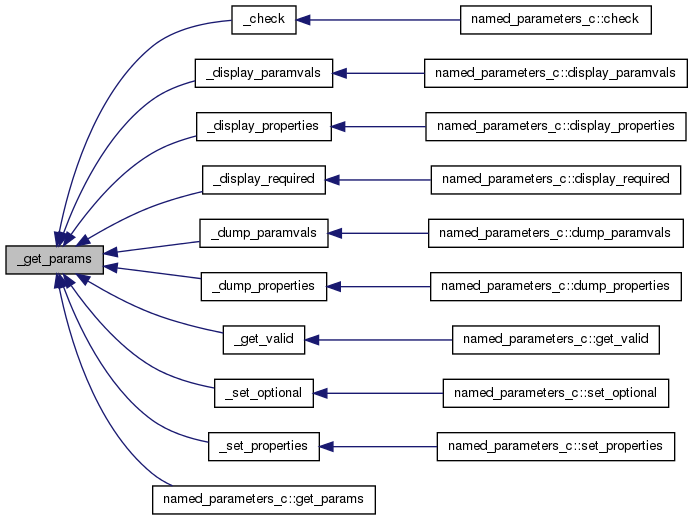 _check
named_parameters_c::check
_display_paramvals
named_parameters_c::display_paramvals
_display_properties
named_parameters_c::display_properties
_display_required
named_parameters_c::display_required
_dump_paramvals
named_parameters_c::dump_paramvals
_get_params
_dump_properties
named_parameters_c::dump_properties
_get_valid
named_parameters_c::get_valid
_set_optional
named_parameters_c::set_optional
_set_properties
named_parameters_c::set_properties
named_parameters_c::get_params